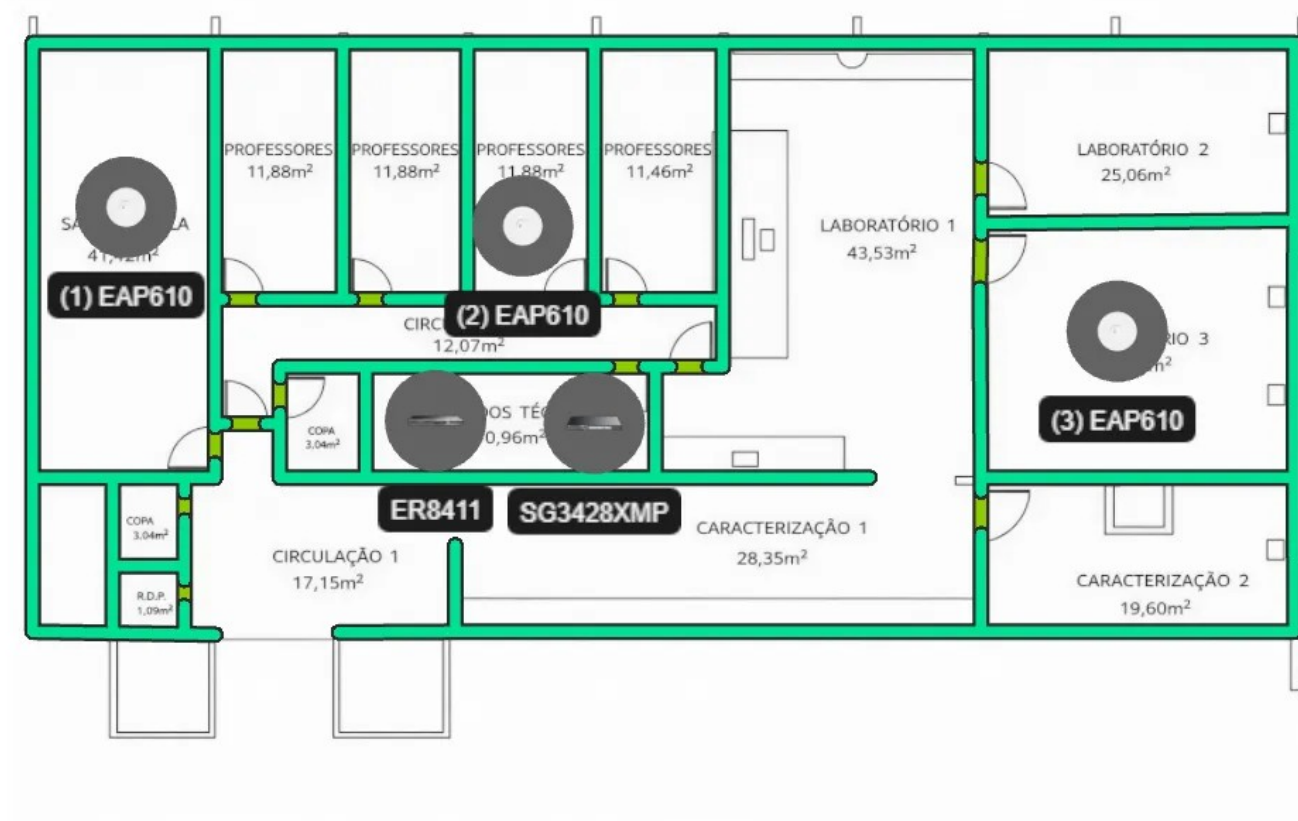 PROFESSORES
11,88m²
PROFESSORES
11,88m²
PROFESSORES
11,88m²
PROFESSORES
11,46m²
LABORATÓRIO 2
25,06m²
LABORATÓRIO 1
43,53m²
(1) EAP610
(2) EAP610
12,07m²
(3) EAP610
COPA
3,04m²
ER8411
SG3428XMP
COPA
3,04m²
CIRCULAÇÃO 1
17,15m²
CARACTERIZAÇÃO 1
28,35m²
R.D.P.
1,09m²
CARACTERIZAÇÃO 2
19,60m²